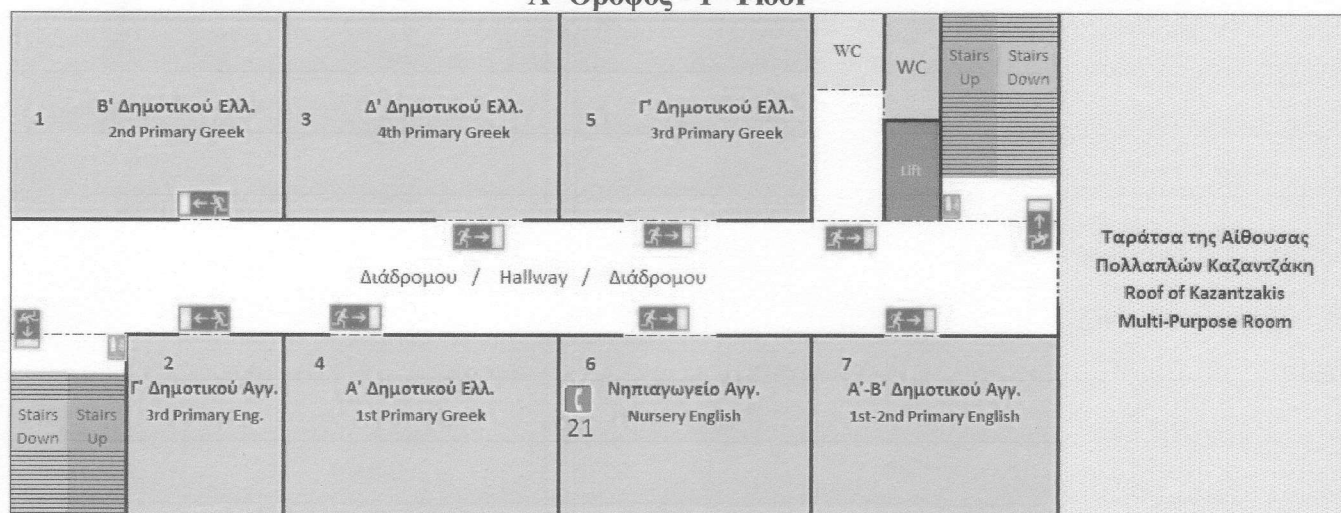 1
Β' Δημοτικού Ελλ.
2nd Primary Greek
3
Δ' Δημοτικού Ελλ.
4th Primary Greek
5
Γ' Δημοτικού Ελλ.
3rd Primary Greek
WC
WC
Lift
Stairs
Up
Stairs
Down
Διάδρομου / Hallway / Διάδρομου
Ταράτσα της Αίθουσας
Πολλαπλών Καζαντζάκη
Roof of Kazantzakis
Multi-Purpose Room
Stairs
Down
Stairs
Up
2
Γ' Δημοτικού Αγγ.
3rd Primary Eng.
4
Α' Δημοτικού Ελλ.
1st Primary Greek
6
Νηπιαγωγείο Αγγ.
Nursery English
21
7
Α'-Β' Δημοτικού Αγγ.
1st-2nd Primary English